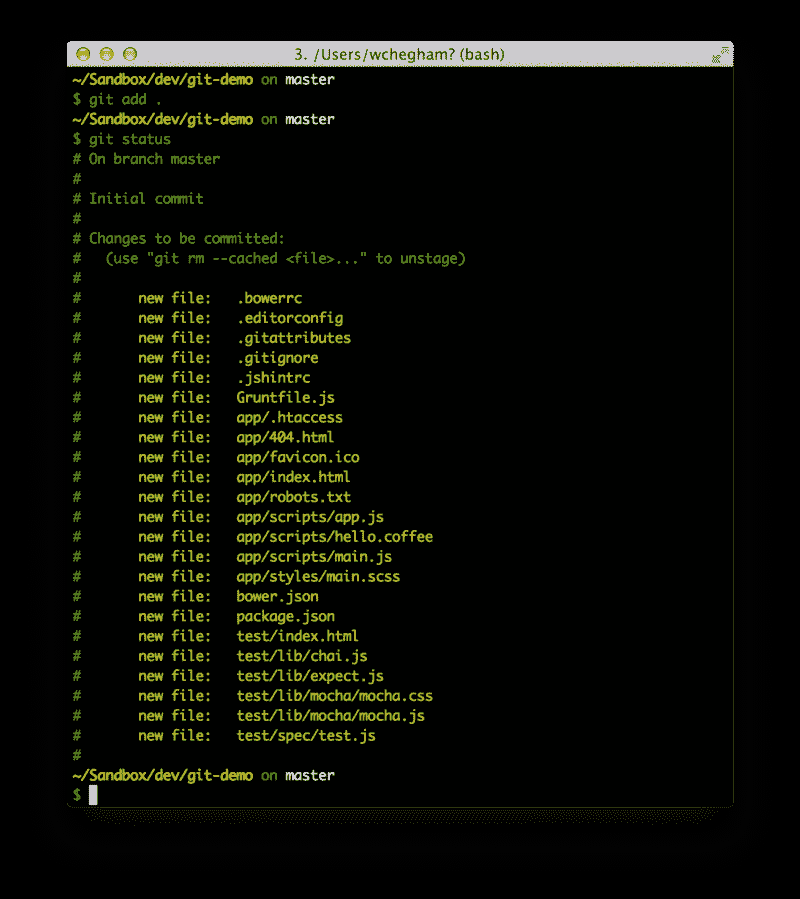 3. /Users/wchegham? (bash)
~/Sandbox/dev/git-demo on master
$ git add .
~/Sandbox/dev/git-demo on master
$ git status
# On branch master
#
# Initial commit
#
# Changes to be committed:
#   (use "git rm --cached <file>..." to unstage)
#
#       new file:   .bowerrc
#       new file:   .editorconfig
#       new file:   .gitattributes
#       new file:   .gitignore
#       new file:   .jshintrc
#       new file:   Gruntfile.js
#       new file:   app/.htaccess
#       new file:   app/404.html
#       new file:   app/favicon.ico
#       new file:   app/index.html
#       new file:   app/robots.txt
#       new file:   app/scripts/app.js
#       new file:   app/scripts/hello.coffee
#       new file:   app/scripts/main.js
#       new file:   app/styles/main.scss
#       new file:   bower.json
#       new file:   package.json
#       new file:   test/index.html
#       new file:   test/lib/chai.js
#       new file:   test/lib/expect.js
#       new file:   test/lib/mocha/mocha.css
#       new file:   test/lib/mocha/mocha.js
#       new file:   test/spec/test.js
#
~/Sandbox/dev/git-demo on master
$